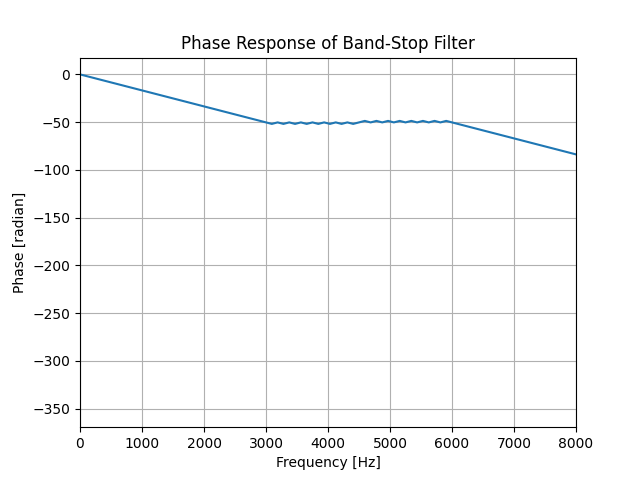 Phase Response of Band-Stop Filter
Phase [radian]
0
−50
−100
−150
−200
−250
−300
−350
0 1000 2000 3000 4000 5000 6000 7000 8000
Frequency [Hz]